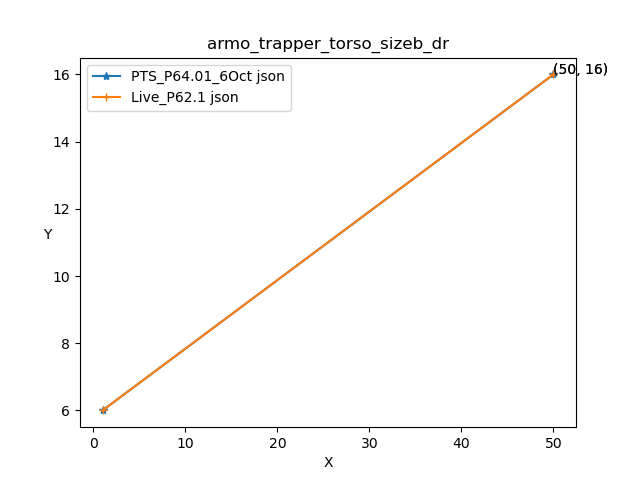 armo_trapper_torso_sizeb_dr
PTS_P64.01_6Oct json
Live_P62.1 json
(50, 16)
16
14
12
10
8
6
Y
0 10 20 30 40 50
X